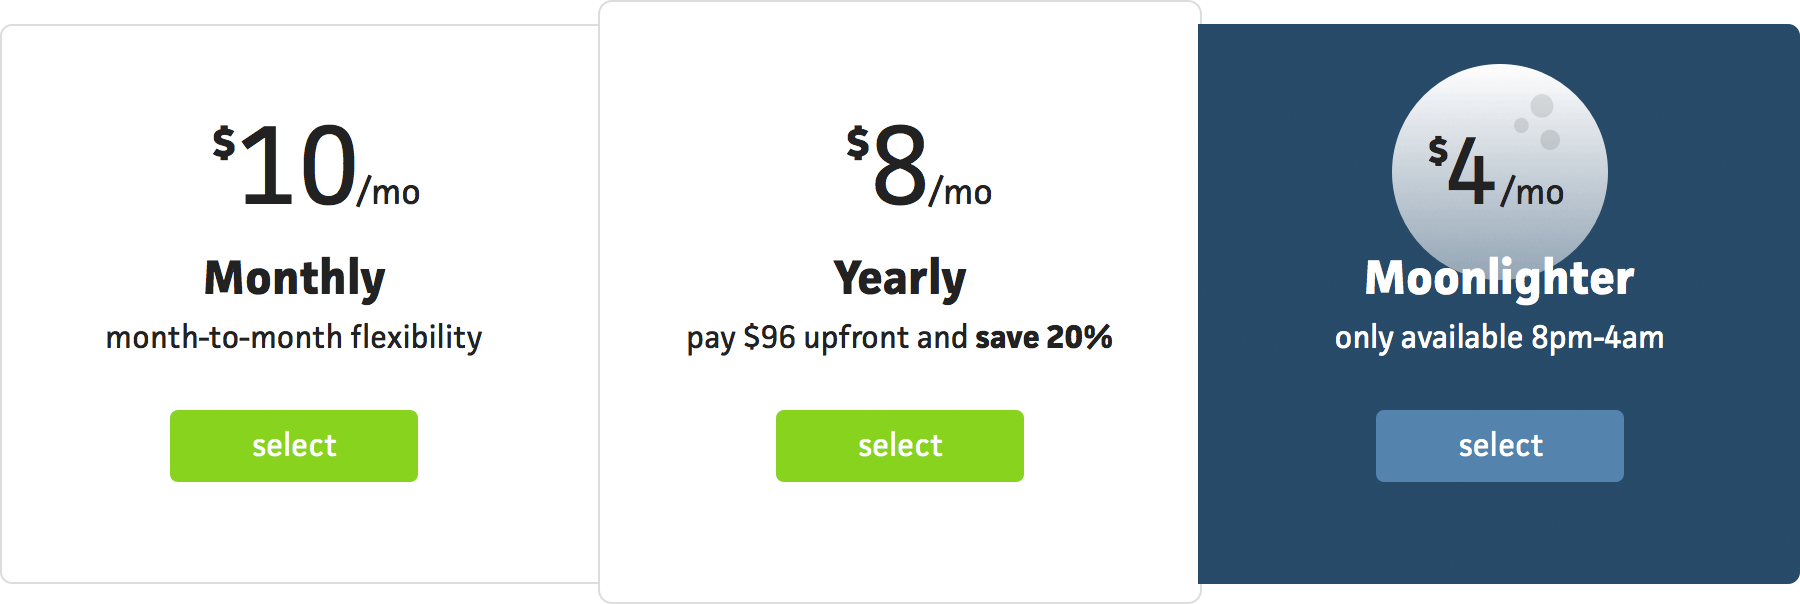 $10/mo
Monthly
month-to-month flexibility
select
$8/mo
Yearly
pay $96 upfront and save 20%
select
$4/mo
Moonlighter
only available 8pm-4am
select